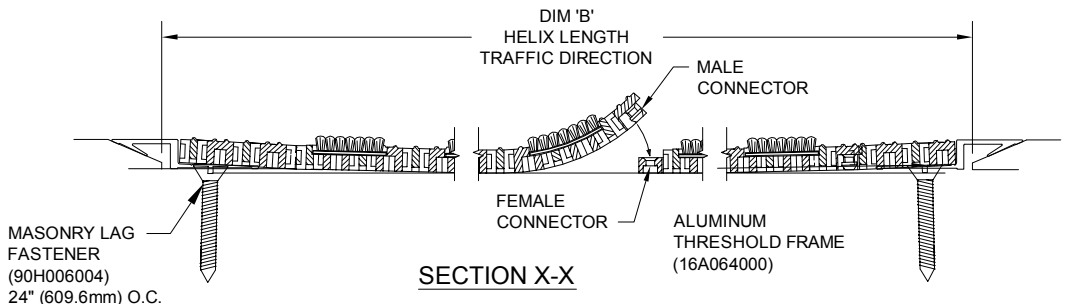 DIM 'B'
HELIX LENGTH
TRAFFIC DIRECTION
MALE
CONNECTOR
MASONRY LAG
FASTENER
(90H006004)
24" (609.6mm) O.C.
FEMALE
CONNECTOR
ALUMINUM
THRESHOLD FRAME
(16A064000)
SECTION X-X